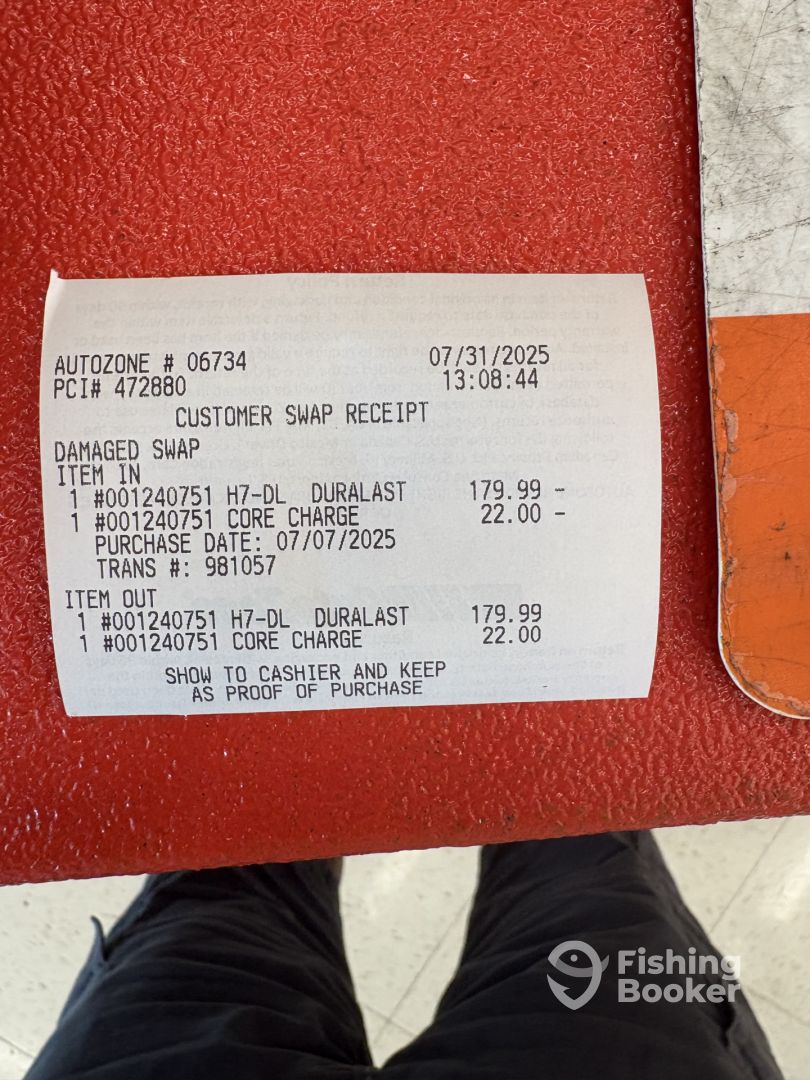 AUTOZONE # 06734 07/31/2025
PCI# 472880 13:08:44
CUSTOMER SWAP RECEIPT
DAMAGED SWAP
ITEM IN
1 #001240751 H7-DL DURALAST 179.99 -
1 #001240751 CORE CHARGE 22.00 -
PURCHASE DATE: 07/07/2025
TRANS #: 981057
ITEM OUT
1 #001240751 H7-DL DURALAST 179.99
1 #001240751 CORE CHARGE 22.00
SHOW TO CASHIER AND KEEP
AS PROOF OF PURCHASE
Fishing
Booker